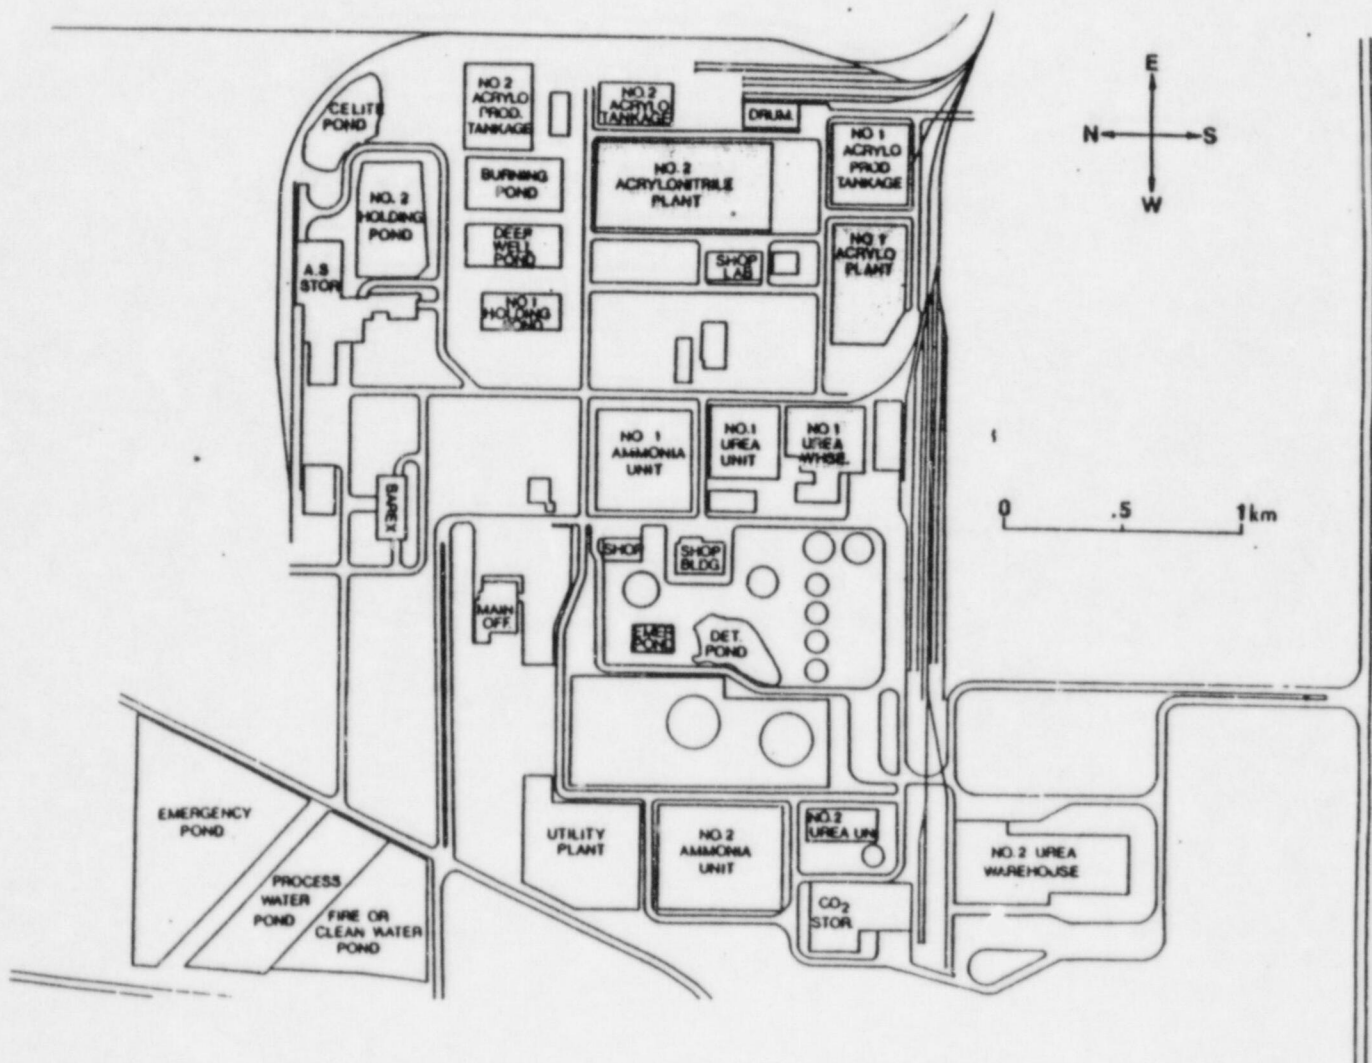 E
N
S
W
CELITE
POND
NO. 2
ACRYLO
PROD.
TANKAGE
NO. 2
ACRYLO
TANKAGE
DRUM.
NO 1
ACRYLO
PROD
TANKAGE
NO. 2
HOLDING
POND
BURNING
POND
NO. 2
ACRYLONITRILE
PLANT
DEEP
WELL
POND
SHOP
LAB
NO 1
ACRYLO
PLANT
A.S
STOR
NO 1
HOLDING
POND
NO 1
AMMONIA
UNIT
NO.1
UREA
UNIT
NO 1
UREA
WHSE.
BAREX
0 .5 1km
SHOP
SHOP
BLDG.
MAIN
OFF.
EMER
POND
DET.
POND
EMERGENCY
POND
UTILITY
PLANT
NO. 2
AMMONIA
UNIT
NO. 2
UREA UNI
NO. 2 UREA
WAREHOUSE
PROCESS
WATER
POND
FIRE OR
CLEAN WATER
POND
CO2
STOR